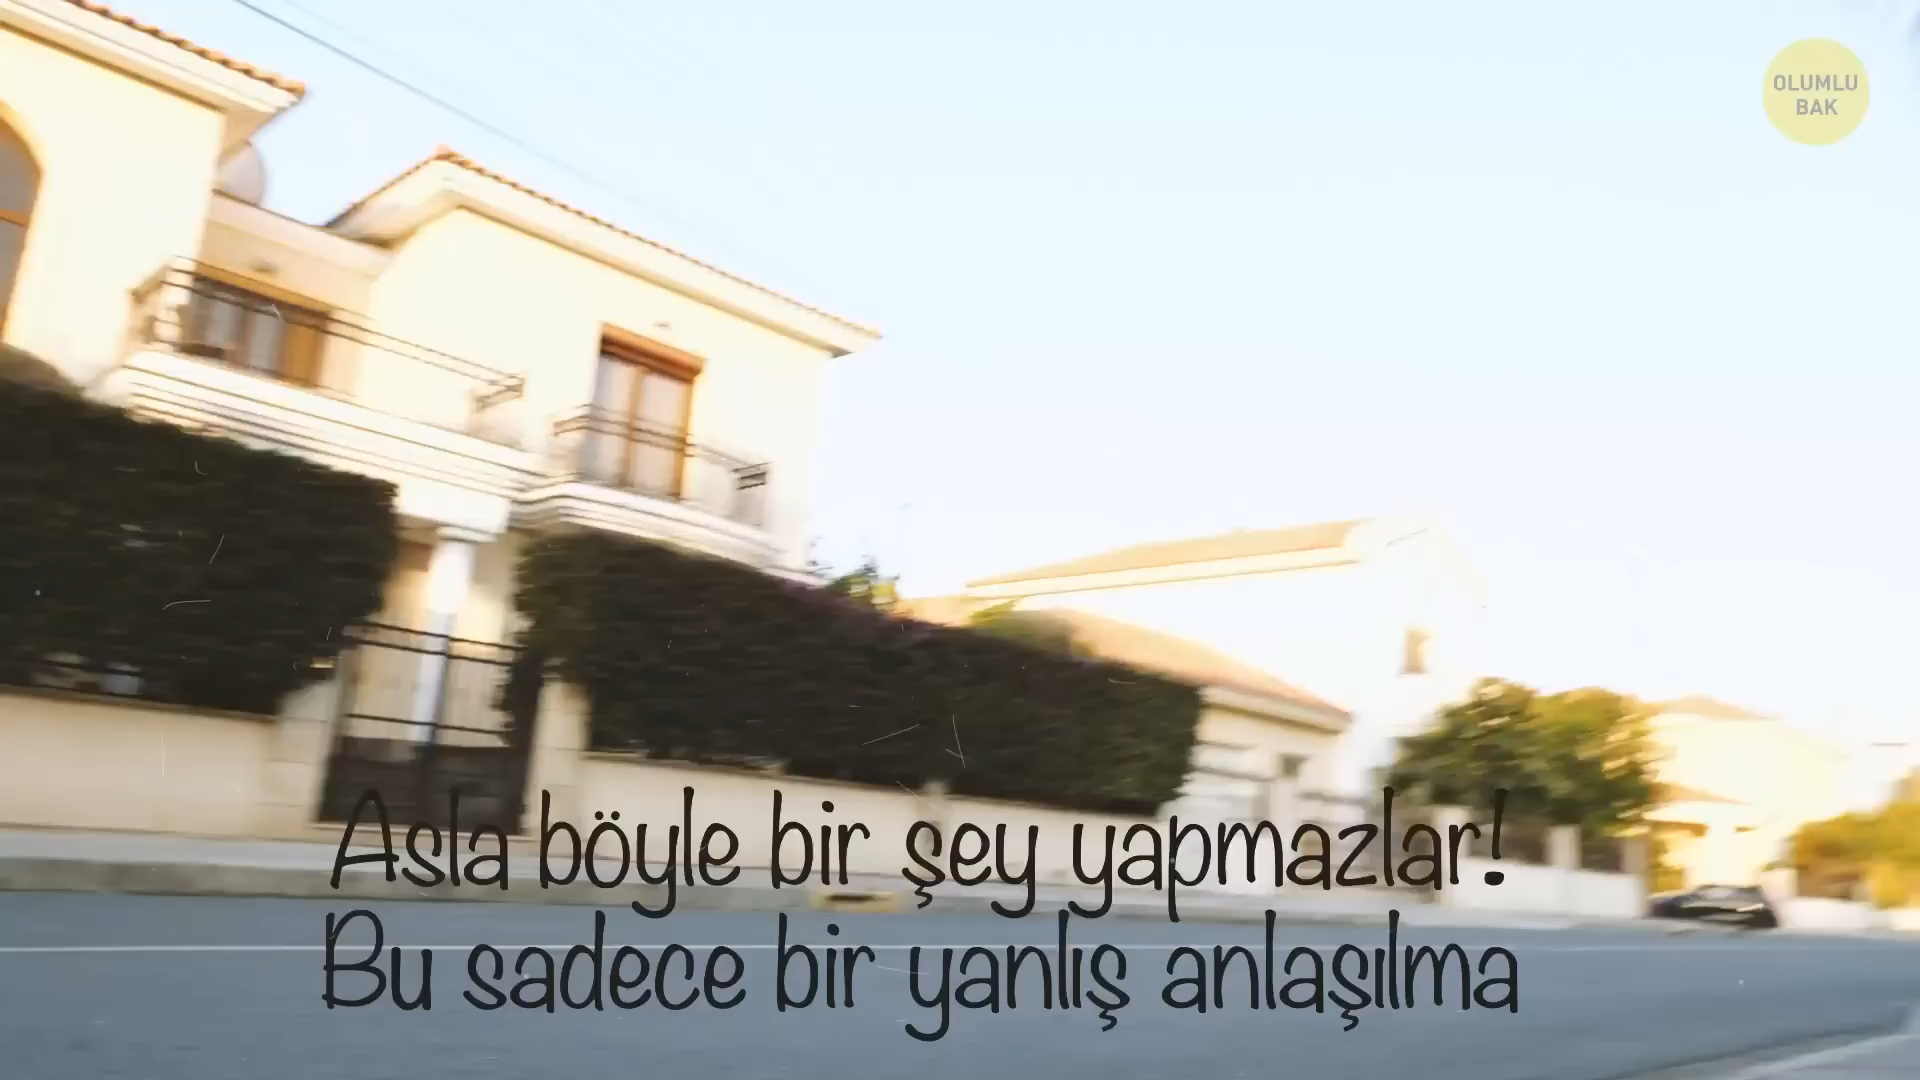 OLUMLU
BAK
Asla böyle bir şey yapmazlar!
Bu sadece bir yanlış anlaşılma